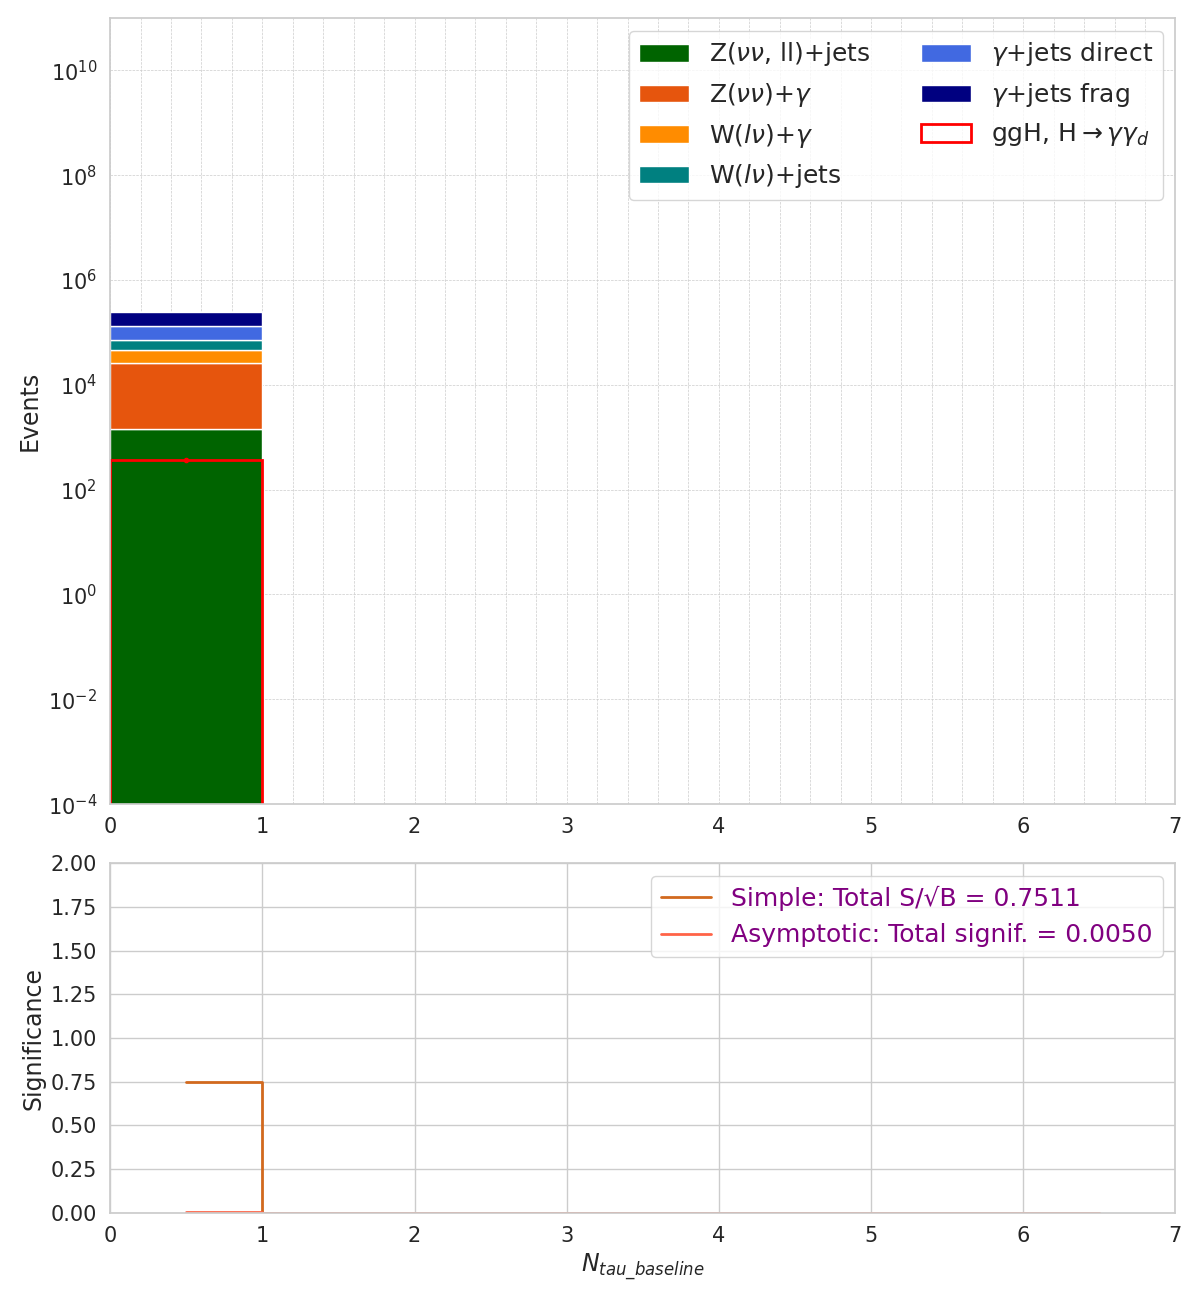 Z(νν, ll)+jets
Z(νν)+γ
W(lν)+γ
W(lν)+jets
γ+jets direct
γ+jets frag
ggH, H→γγ_d
Events
10^10
10^8
10^6
10^4
10^2
10^0
10^−2
10^−4
0 1 2 3 4 5 6 7
Simple: Total S/√B = 0.7511
Asymptotic: Total signif. = 0.0050
Significance
2.00
1.75
1.50
1.25
1.00
0.75
0.50
0.25
0.00
0 1 2 3 4 5 6 7
N_tau_baseline